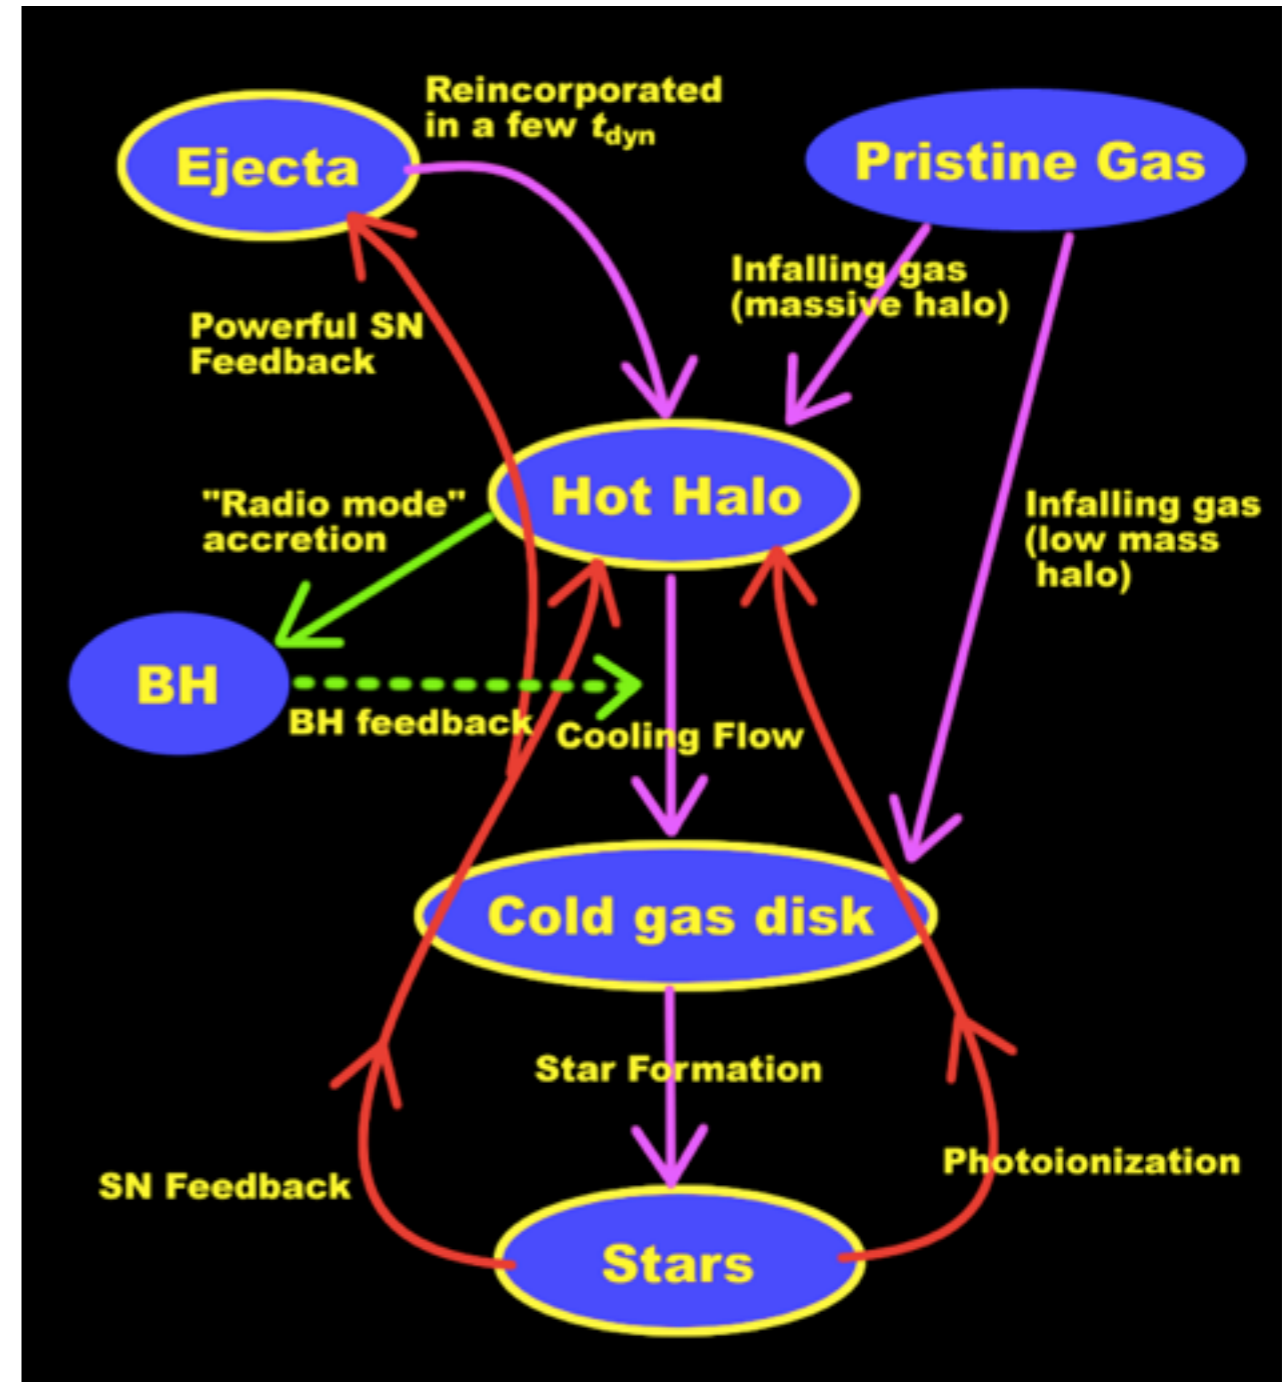 Reincorporated
in a few tdyn
Ejecta
Pristine Gas
Infalling gas
(massive halo)
Powerful SN
Feedback
Hot Halo
"Radio mode"
accretion
Infalling gas
(low mass
halo)
BH
BH feedback
Cooling Flow
Cold gas disk
Star Formation
Photoionization
SN Feedback
Stars